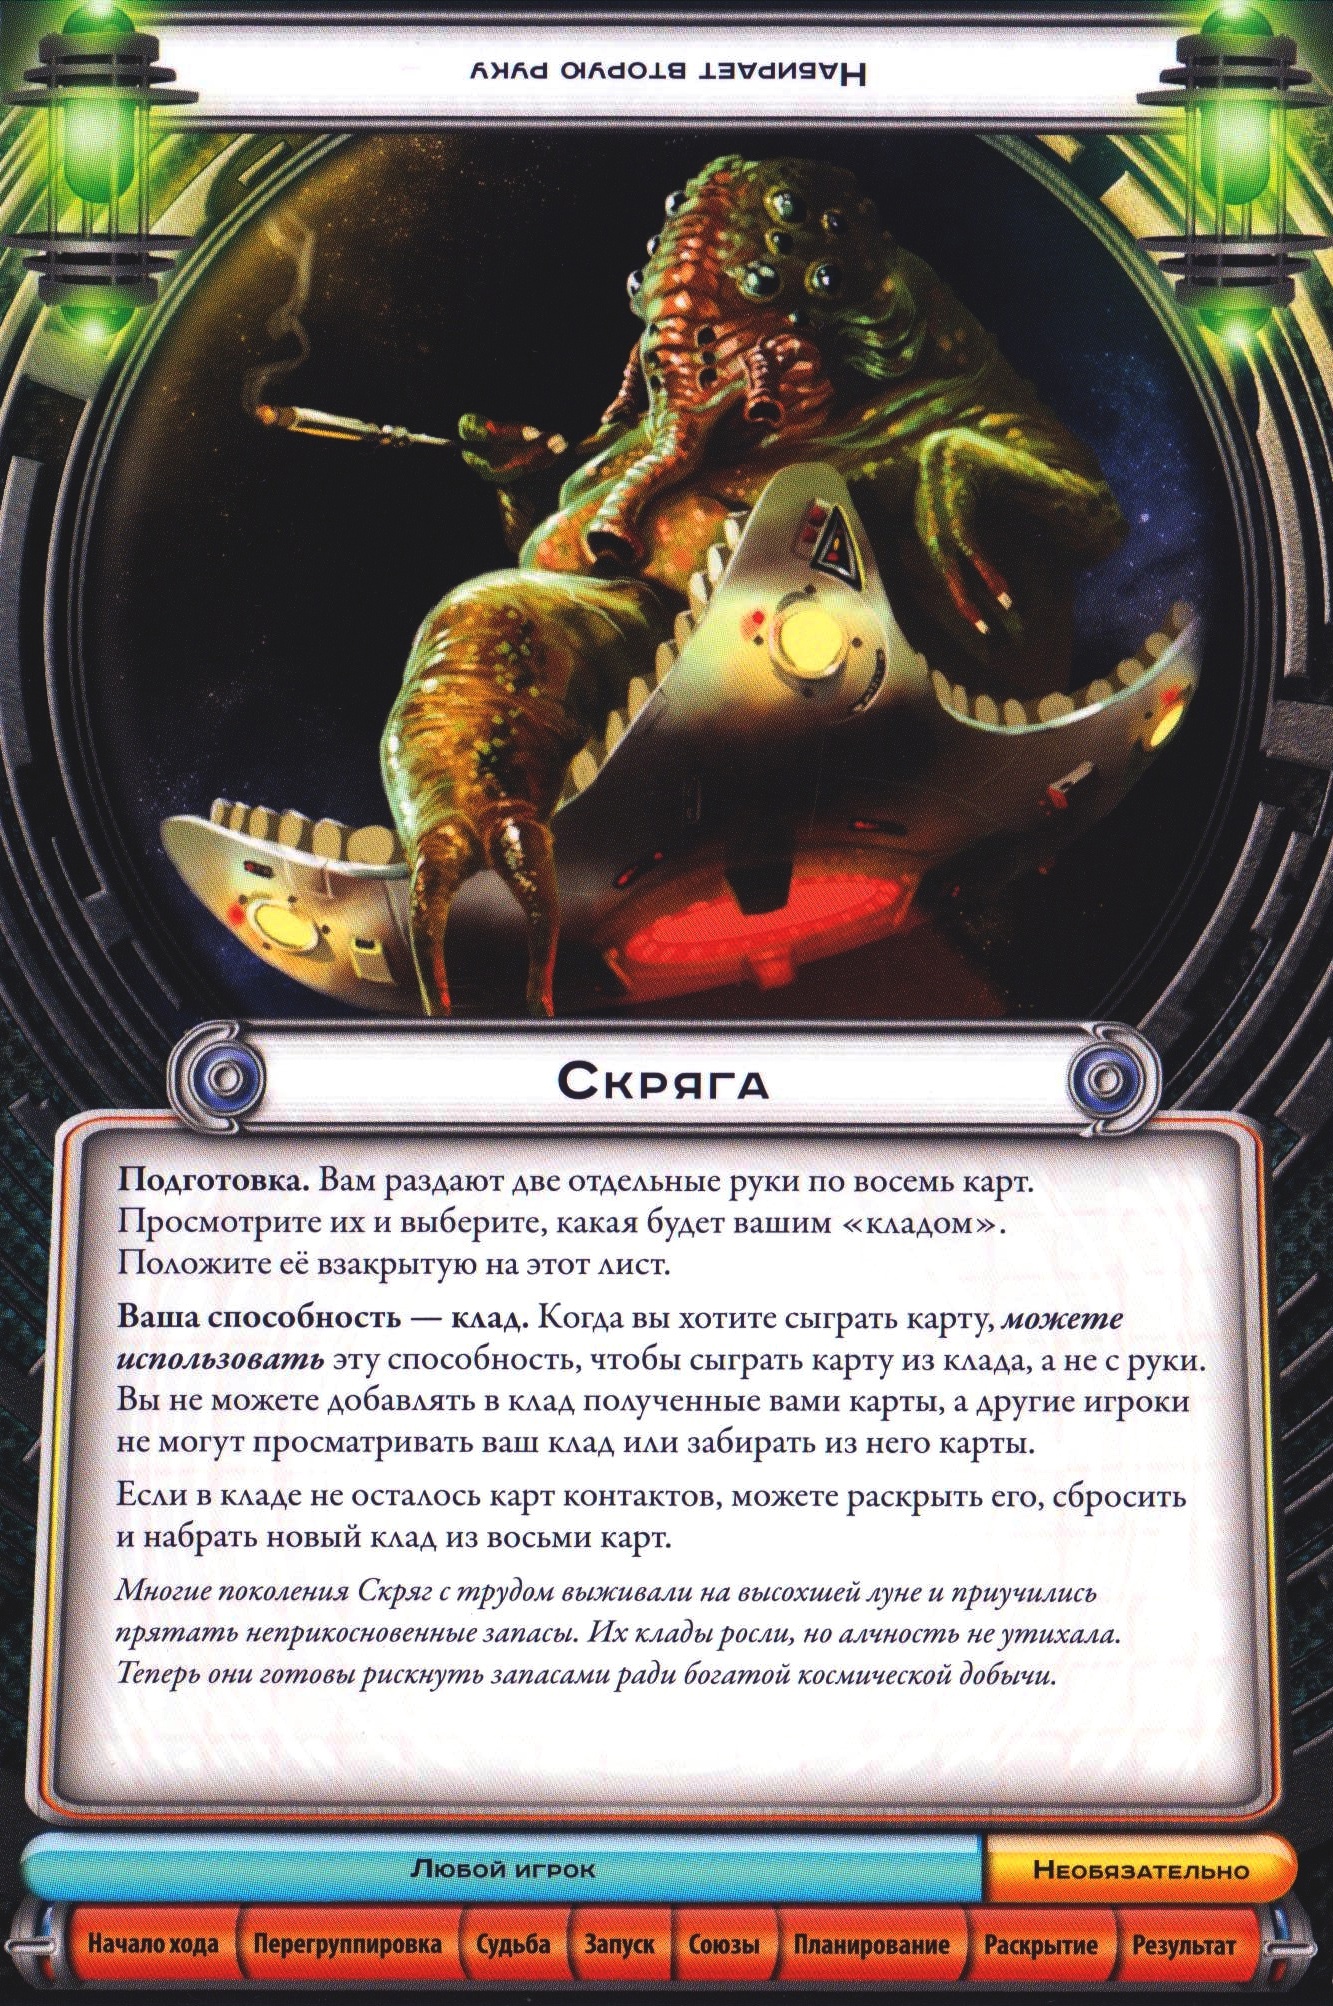 Набирает вторую руку
Скряга
Подготовка. Вам раздают две отдельные руки по восемь карт.
Просмотрите их и выберите, какая будет вашим «кладом».
Положите её взакрытую на этот лист.
Ваша способность — клад. Когда вы хотите сыграть карту, можете
использовать эту способность, чтобы сыграть карту из клада, а не с руки.
Вы не можете добавлять в клад полученные вами карты, а другие игроки
не могут просматривать ваш клад или забирать из него карты.
Если в кладе не осталось карт контактов, можете раскрыть его, сбросить
и набрать новый клад из восьми карт.
Многие поколения Скряг с трудом выживали на высохшей луне и приучились
прятать неприкосновенные запасы. Их клады росли, но алчность не утихала.
Теперь они готовы рискнуть запасами ради богатой космической добычи.
Любой игрок Необязательно
Начало хода Перегруппировка Судьба Запуск Союзы Планирование Раскрытие Результат